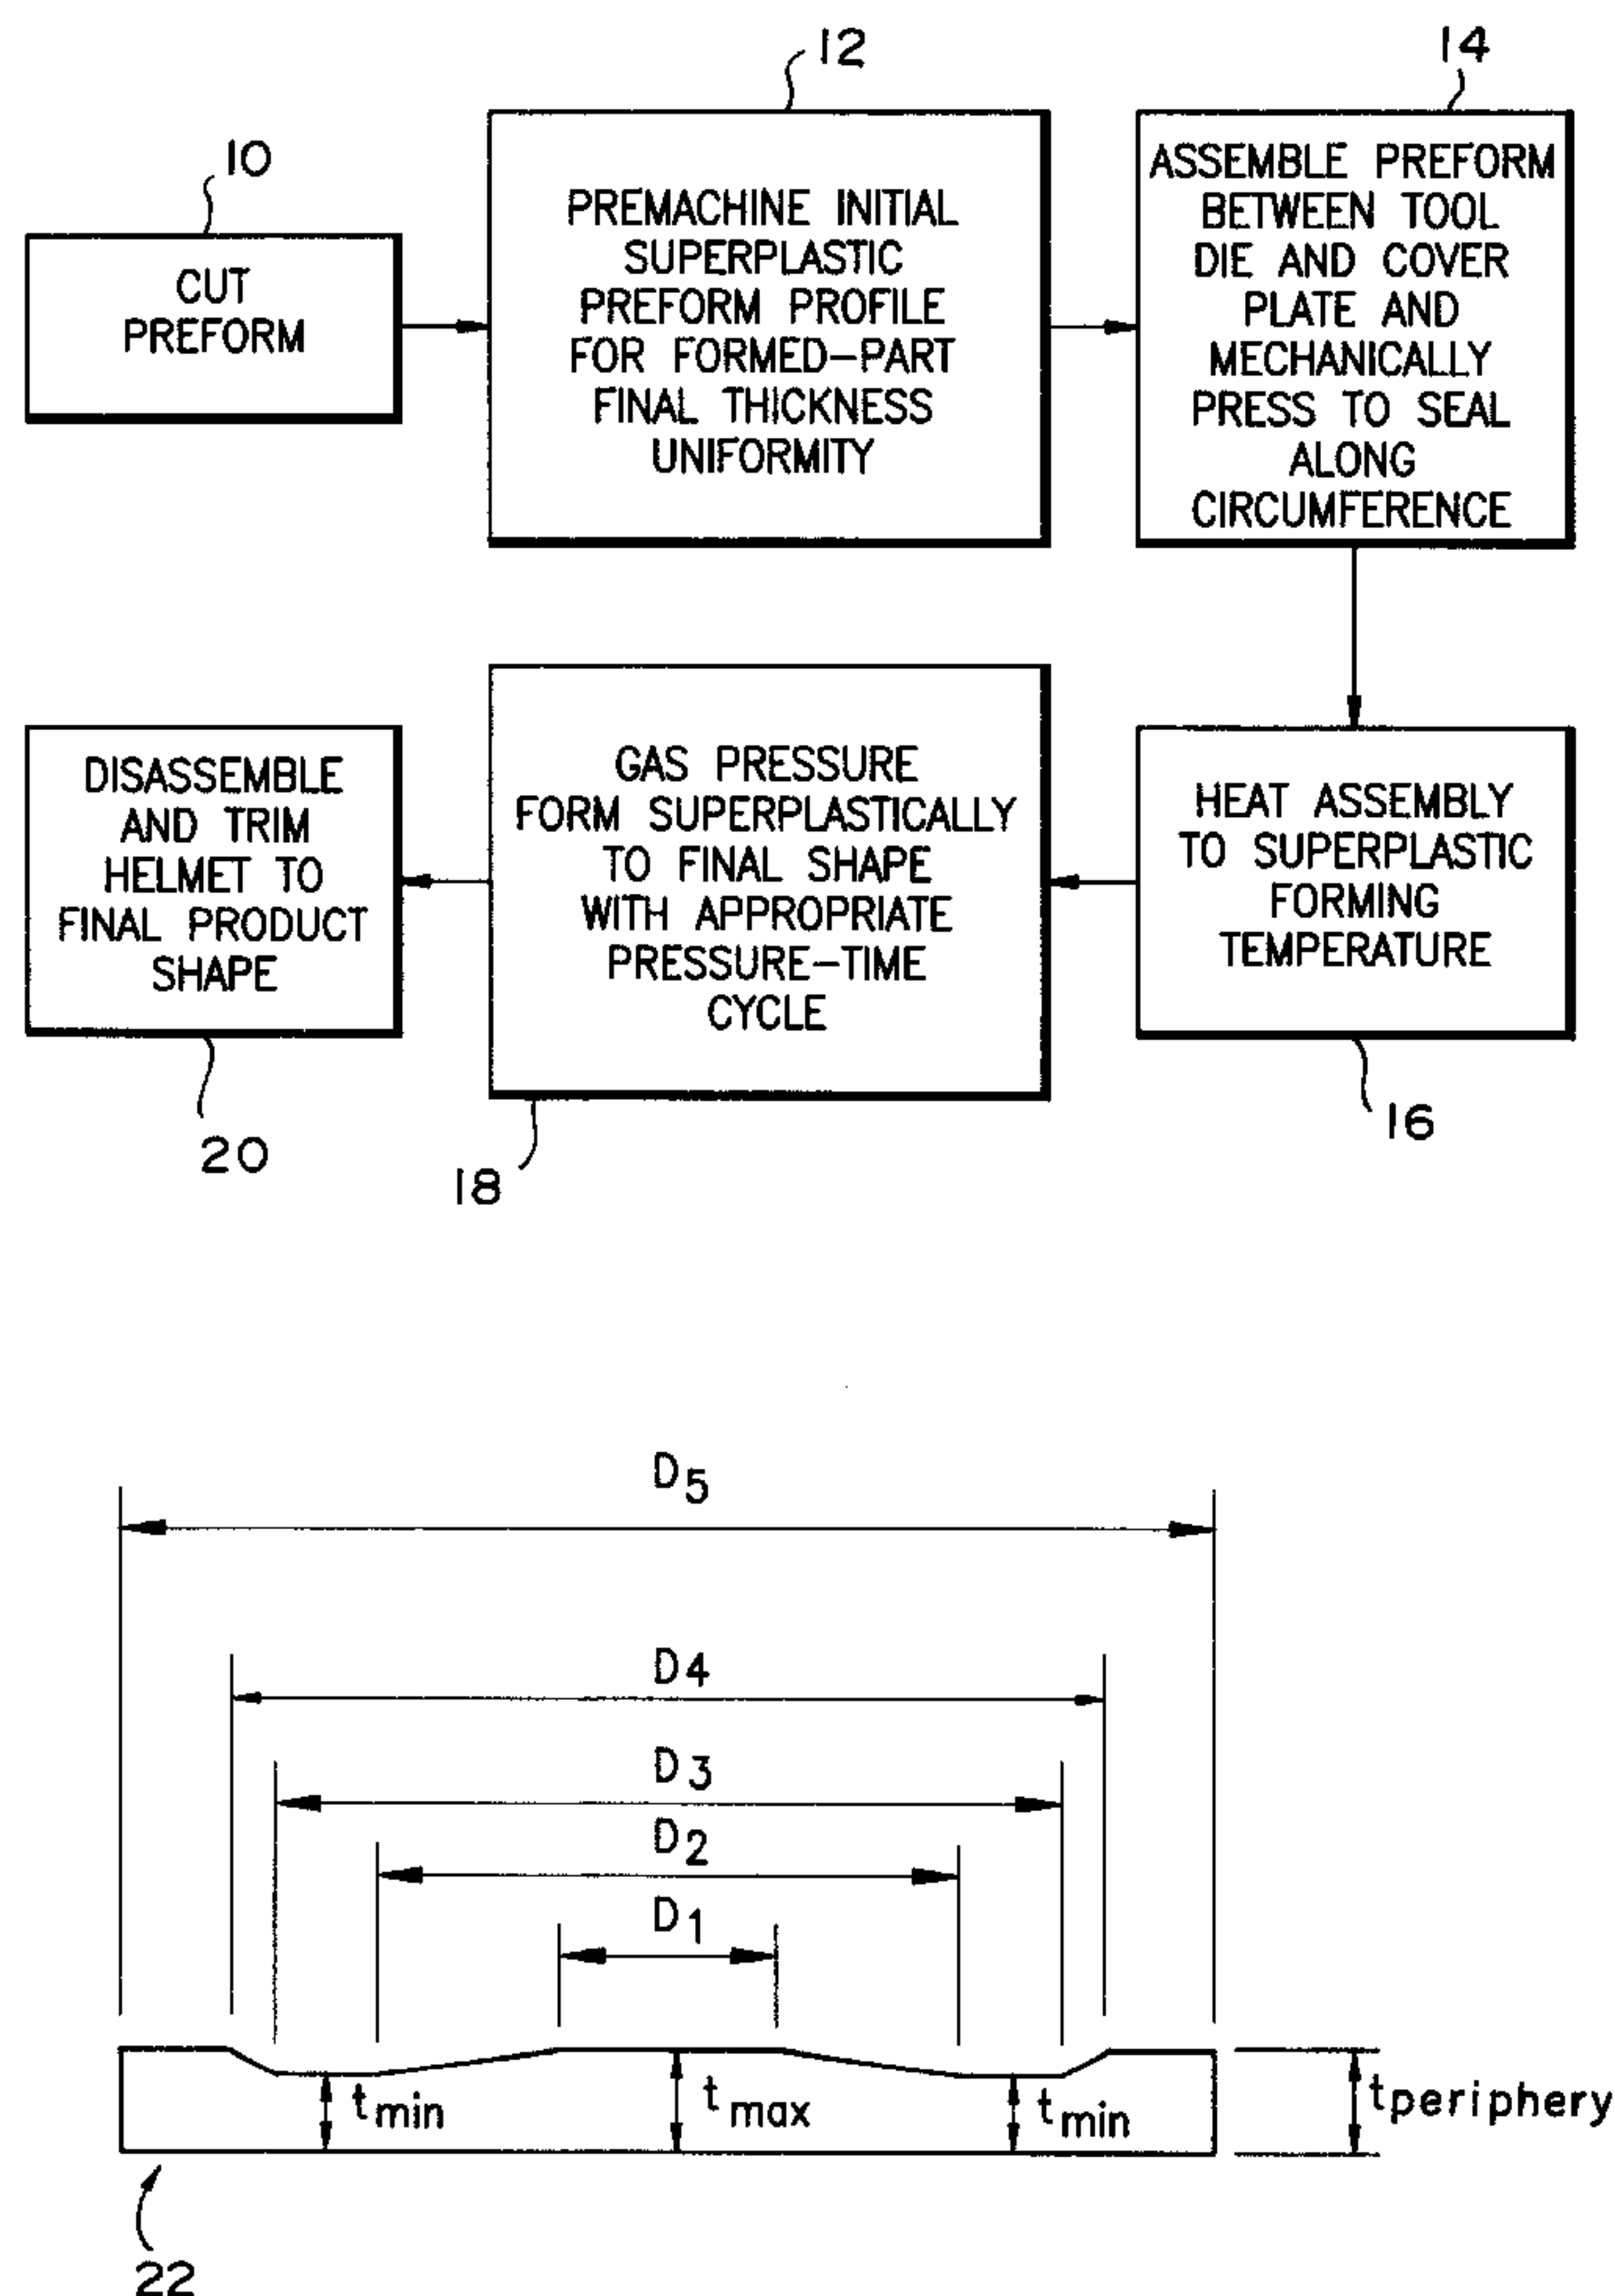 12
14
10
CUT
PREFORM
PREMACHINE INITIAL
SUPERPLASTIC
PREFORM PROFILE
FOR FORMED-PART
FINAL THICKNESS
UNIFORMITY
ASSEMBLE PREFORM
BETWEEN TOOL
DIE AND COVER
PLATE AND
MECHANICALLY
PRESS TO SEAL
ALONG
CIRCUMFERENCE
HEAT ASSEMBLY
TO SUPERPLASTIC
FORMING
TEMPERATURE
16
GAS PRESSURE
FORM SUPERPLASTICALLY
TO FINAL SHAPE
WITH APPROPRIATE
PRESSURE-TIME
CYCLE
18
DISASSEMBLE
AND TRIM
HELMET TO
FINAL PRODUCT
SHAPE
20
D5
D4
D3
D2
D1
tmin
tmax
tmin
tperiphery
22